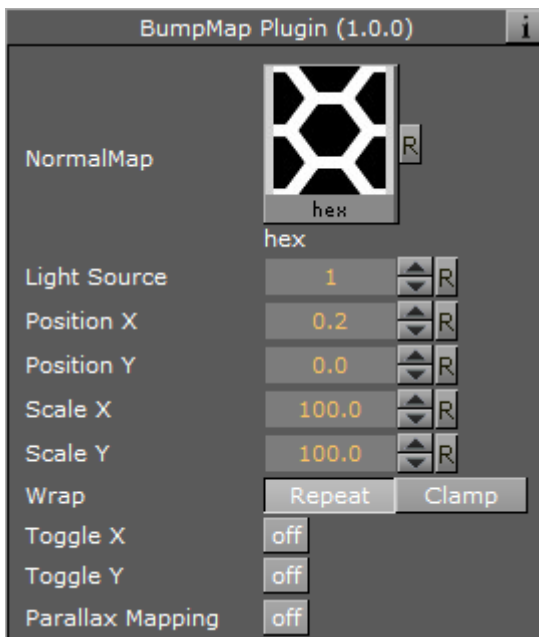 BumpMap Plugin (1.0.0) i
NormalMap
R
hex
hex
Light Source 1 R
Position X 0.2 R
Position Y 0.0 R
Scale X 100.0 R
Scale Y 100.0 R
Wrap Repeat Clamp
Toggle X off
Toggle Y off
Parallax Mapping off